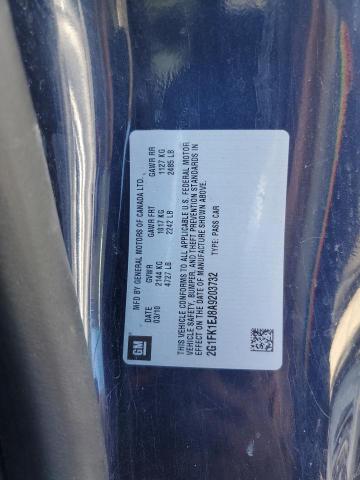 MFD BY GENERAL MOTORS OF CANADA LTD.
DATE GVWR GAWR FRT GAWR RR
03/10 2144 KG 1017 KG 1127 KG
4727 LB 2242 LB 2485 LB
THIS VEHICLE CONFORMS TO ALL APPLICABLE U.S. FEDERAL MOTOR
VEHICLE SAFETY, BUMPER, AND THEFT PREVENTION STANDARDS IN
EFFECT ON THE DATE OF MANUFACTURE SHOWN ABOVE.
2G1FK1EJ8A9203732 TYPE: PASS CAR
GM